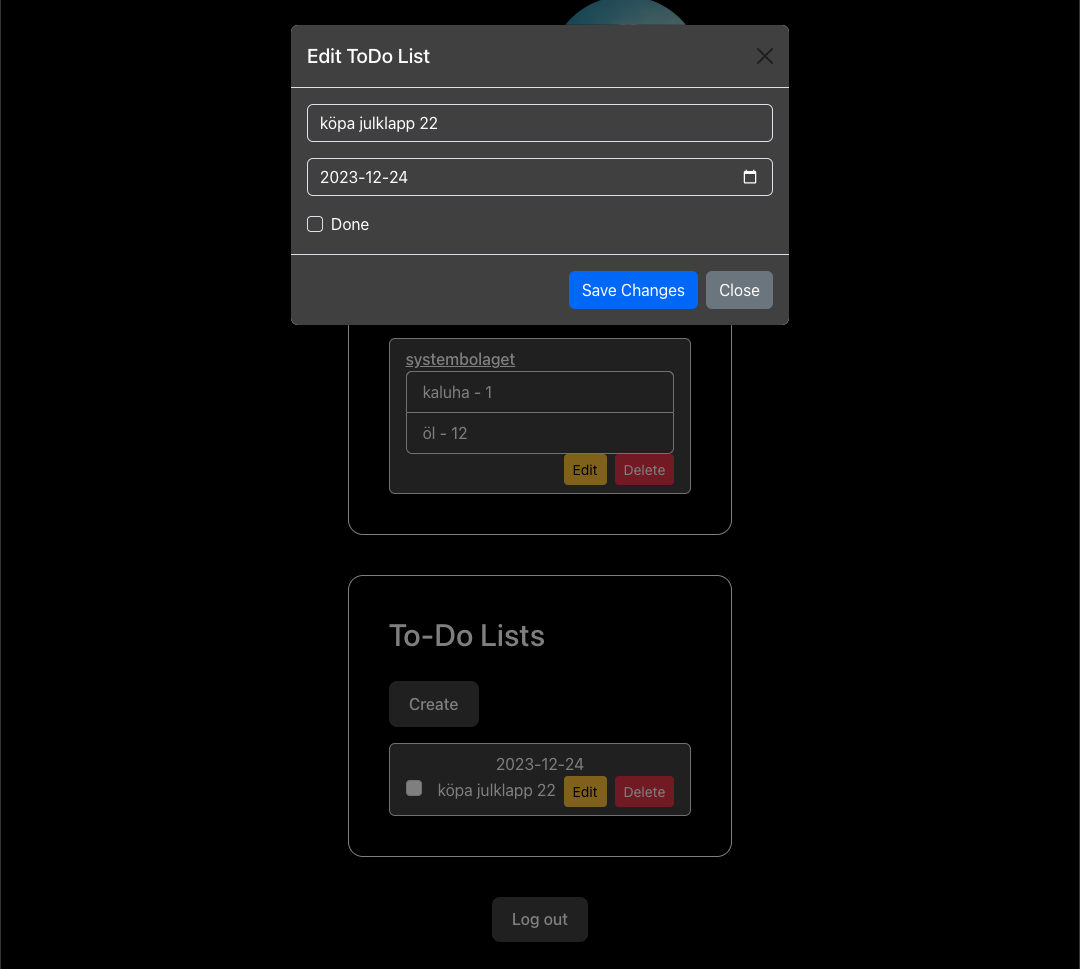 Edit ToDo List
köpa julklapp 22
2023-12-24
Done
Save Changes Close
systembolaget
kaluha - 1
öl - 12
Edit Delete
To-Do Lists
Create
2023-12-24
köpa julklapp 22 Edit Delete
Log out